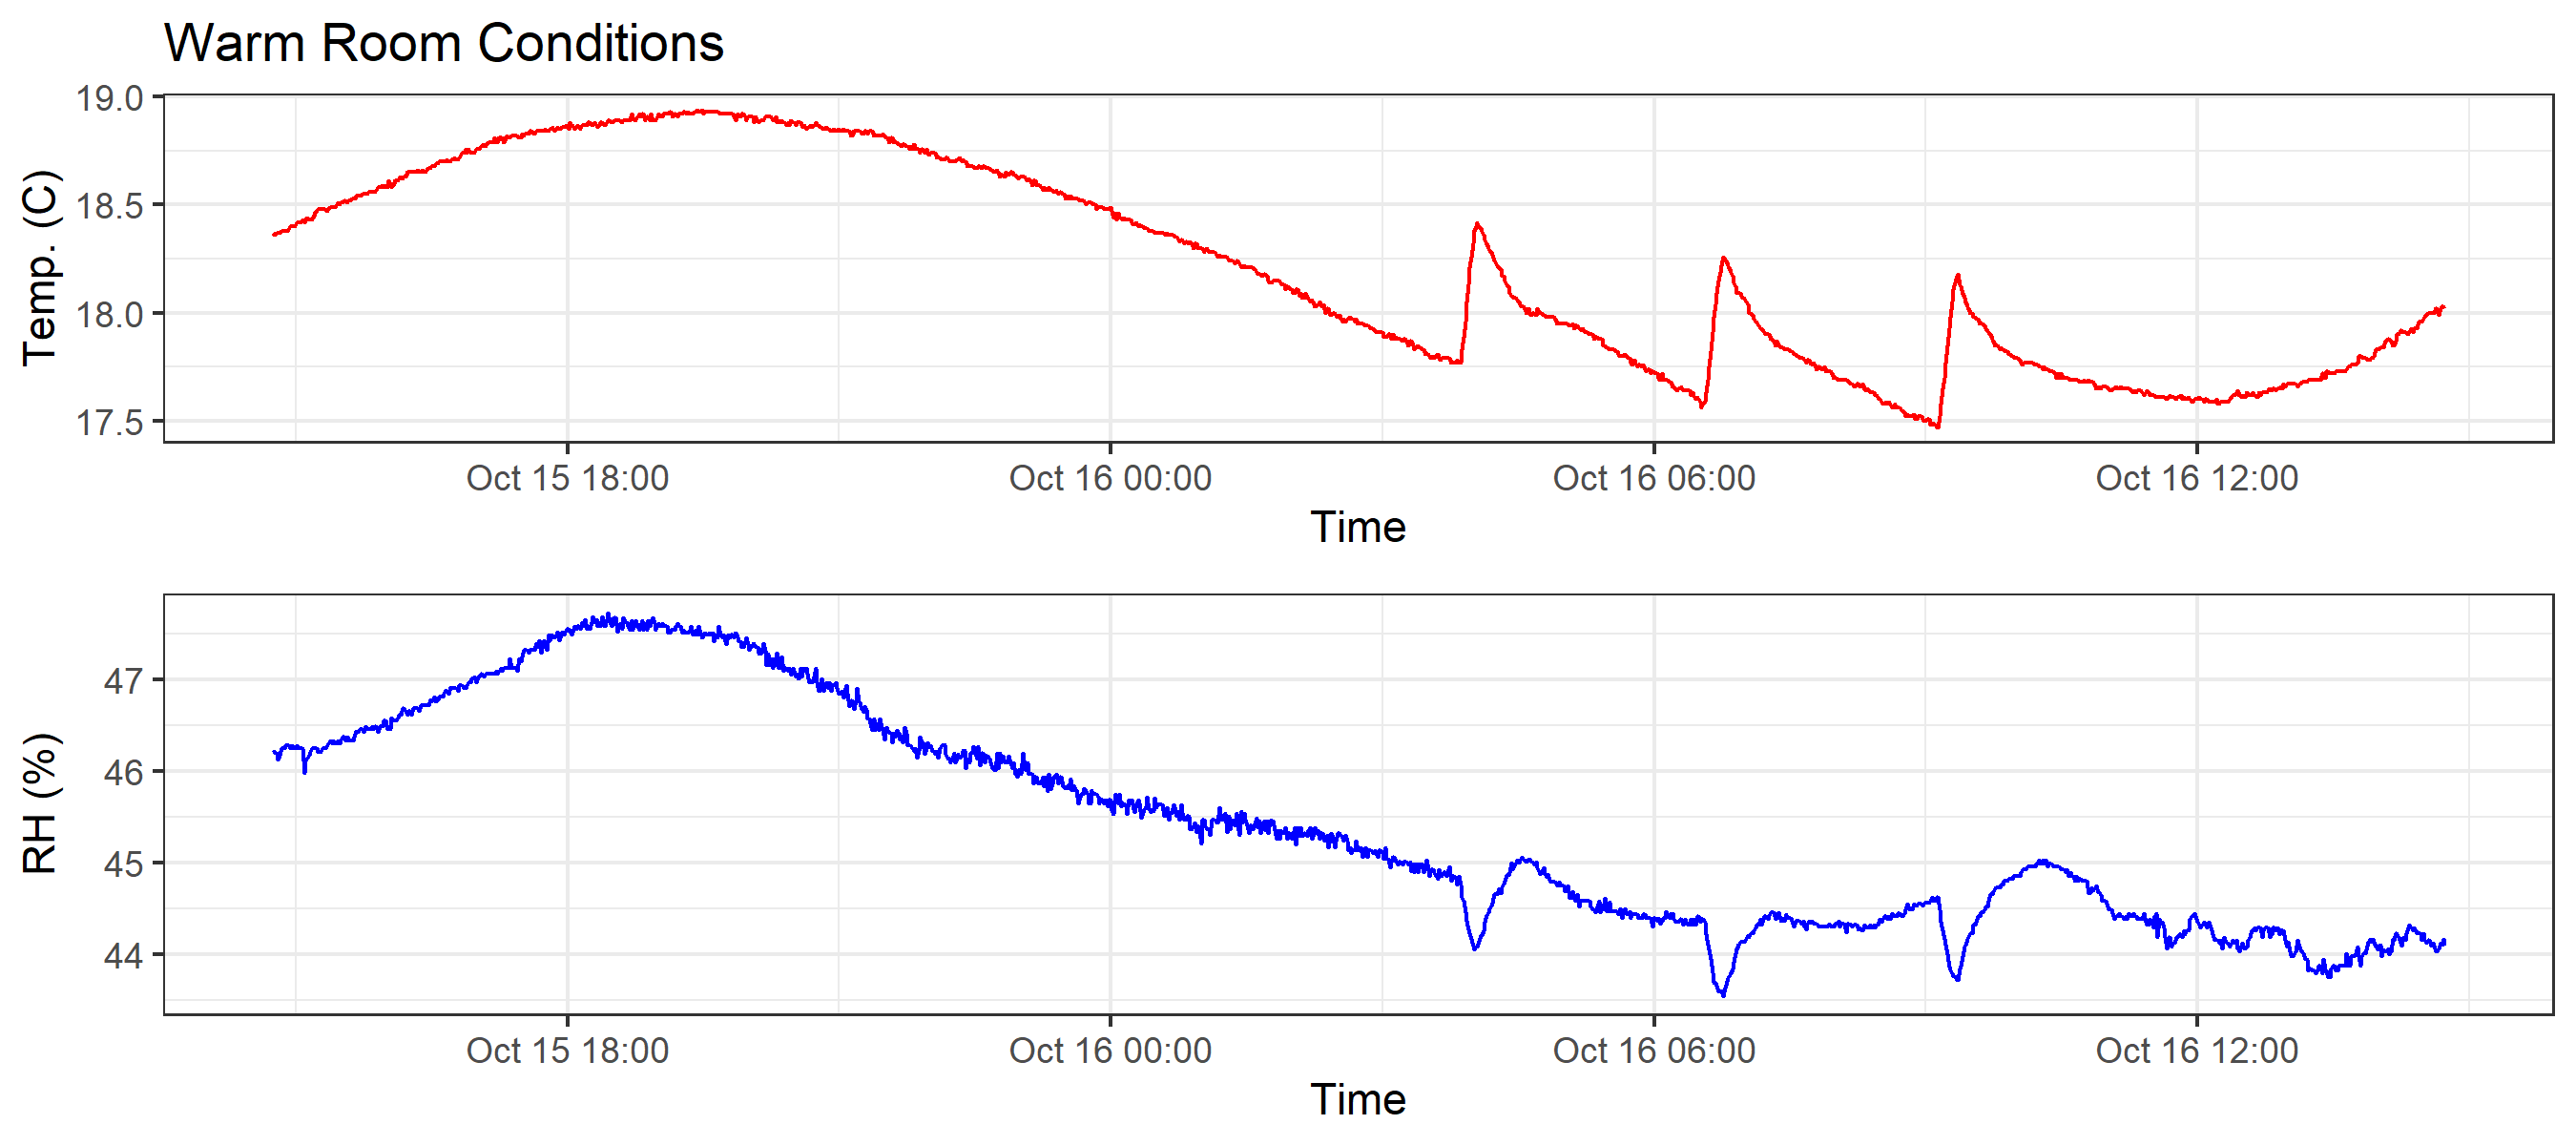 Warm Room Conditions
19.0
18.5
18.0
17.5
Temp. (C)
Oct 15 18:00 Oct 16 00:00 Oct 16 06:00 Oct 16 12:00
Time
47
46
45
44
RH (%)
Oct 15 18:00 Oct 16 00:00 Oct 16 06:00 Oct 16 12:00
Time